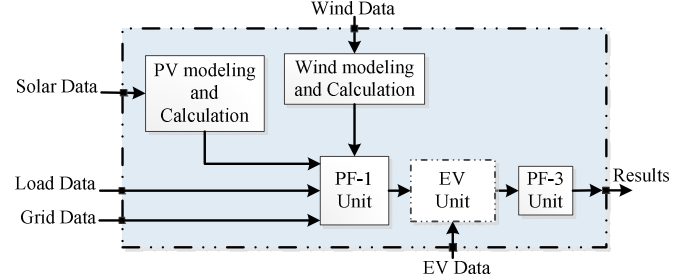 Wind Data
Solar Data
PV modeling
and
Calculation
Wind modeling
and Calculation
Load Data
Grid Data
PF-1
Unit
EV
Unit
PF-3
Unit
Results
EV Data